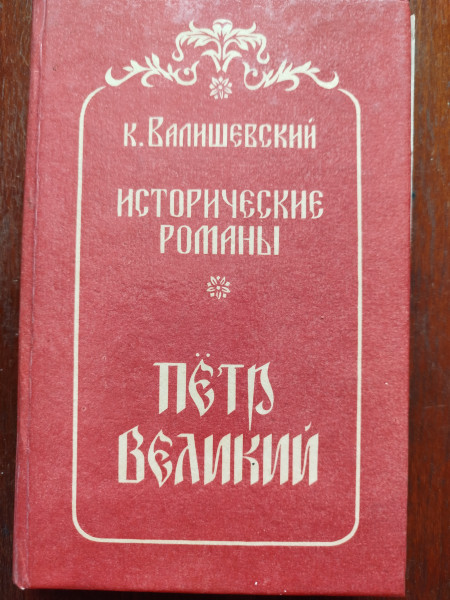 К. Валишевский
ИСТОРИЧЕСКИЕ
РОМАНЫ
ПЁТР
ВЕЛИКИЙ